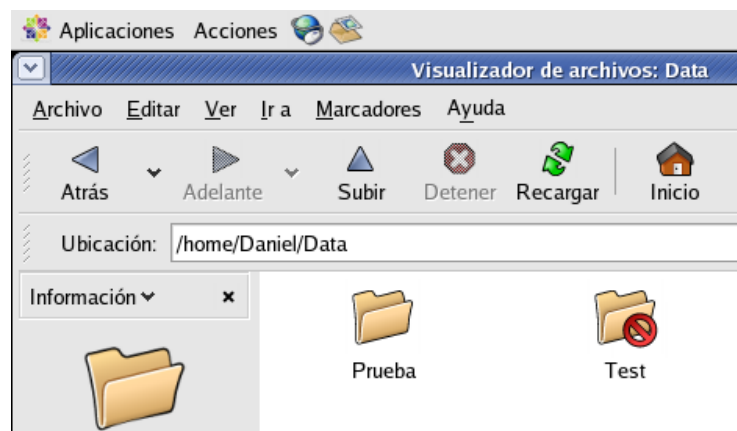 Aplicaciones Acciones
Visualizador de archivos: Data
Archivo Editar Ver Ir a Marcadores Ayuda
Atrás Adelante Subir Detener Recargar Inicio
Ubicación: /home/Daniel/Data
Información
Prueba Test